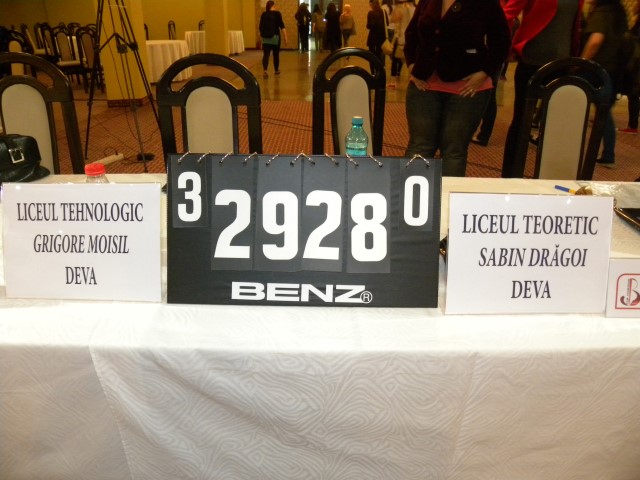 LICEUL TEHNOLOGIC
GRIGORE MOISIL
DEVA
3 2928 0
BENZ®
LICEUL TEORETIC
SABIN DRĂGOI
DEVA